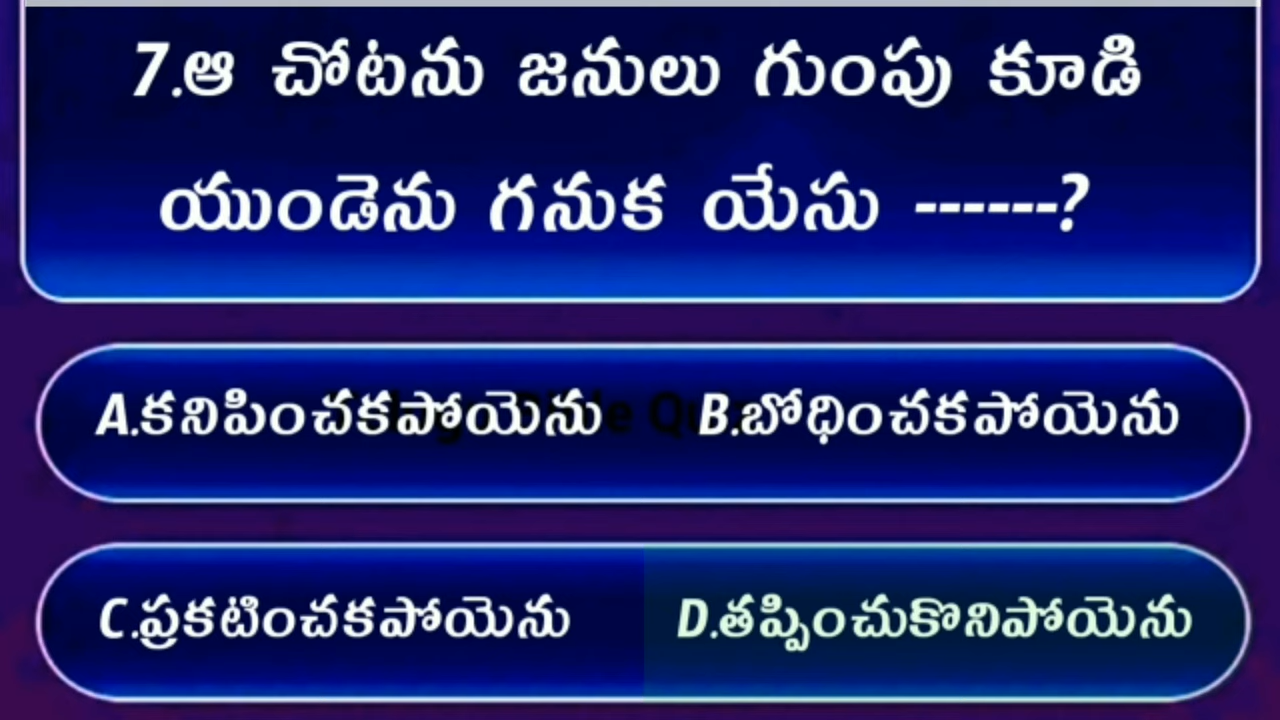 7.ఆ చోటను జనులు గుంపు కూడి
యుండెను గనుక యేసు ------?
A.కనిపించకపోయెను B.బోధించకపోయెను
C.ప్రకటించకపోయెను D.తప్పించుకొనిపోయెను